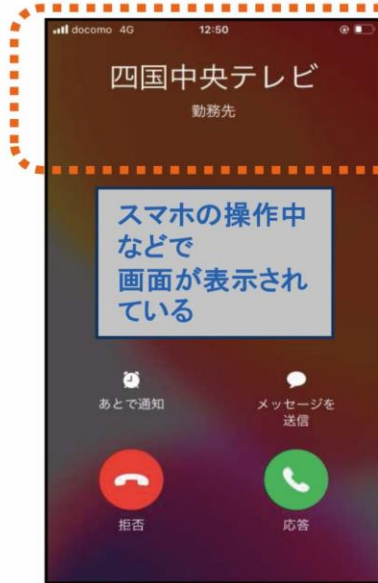 docomo 4G 12:50
四国中央テレビ
勤務先
スマホの操作中
などで
画面が表示され
ている
あとで通知 メッセージを
送信
拒否 応答